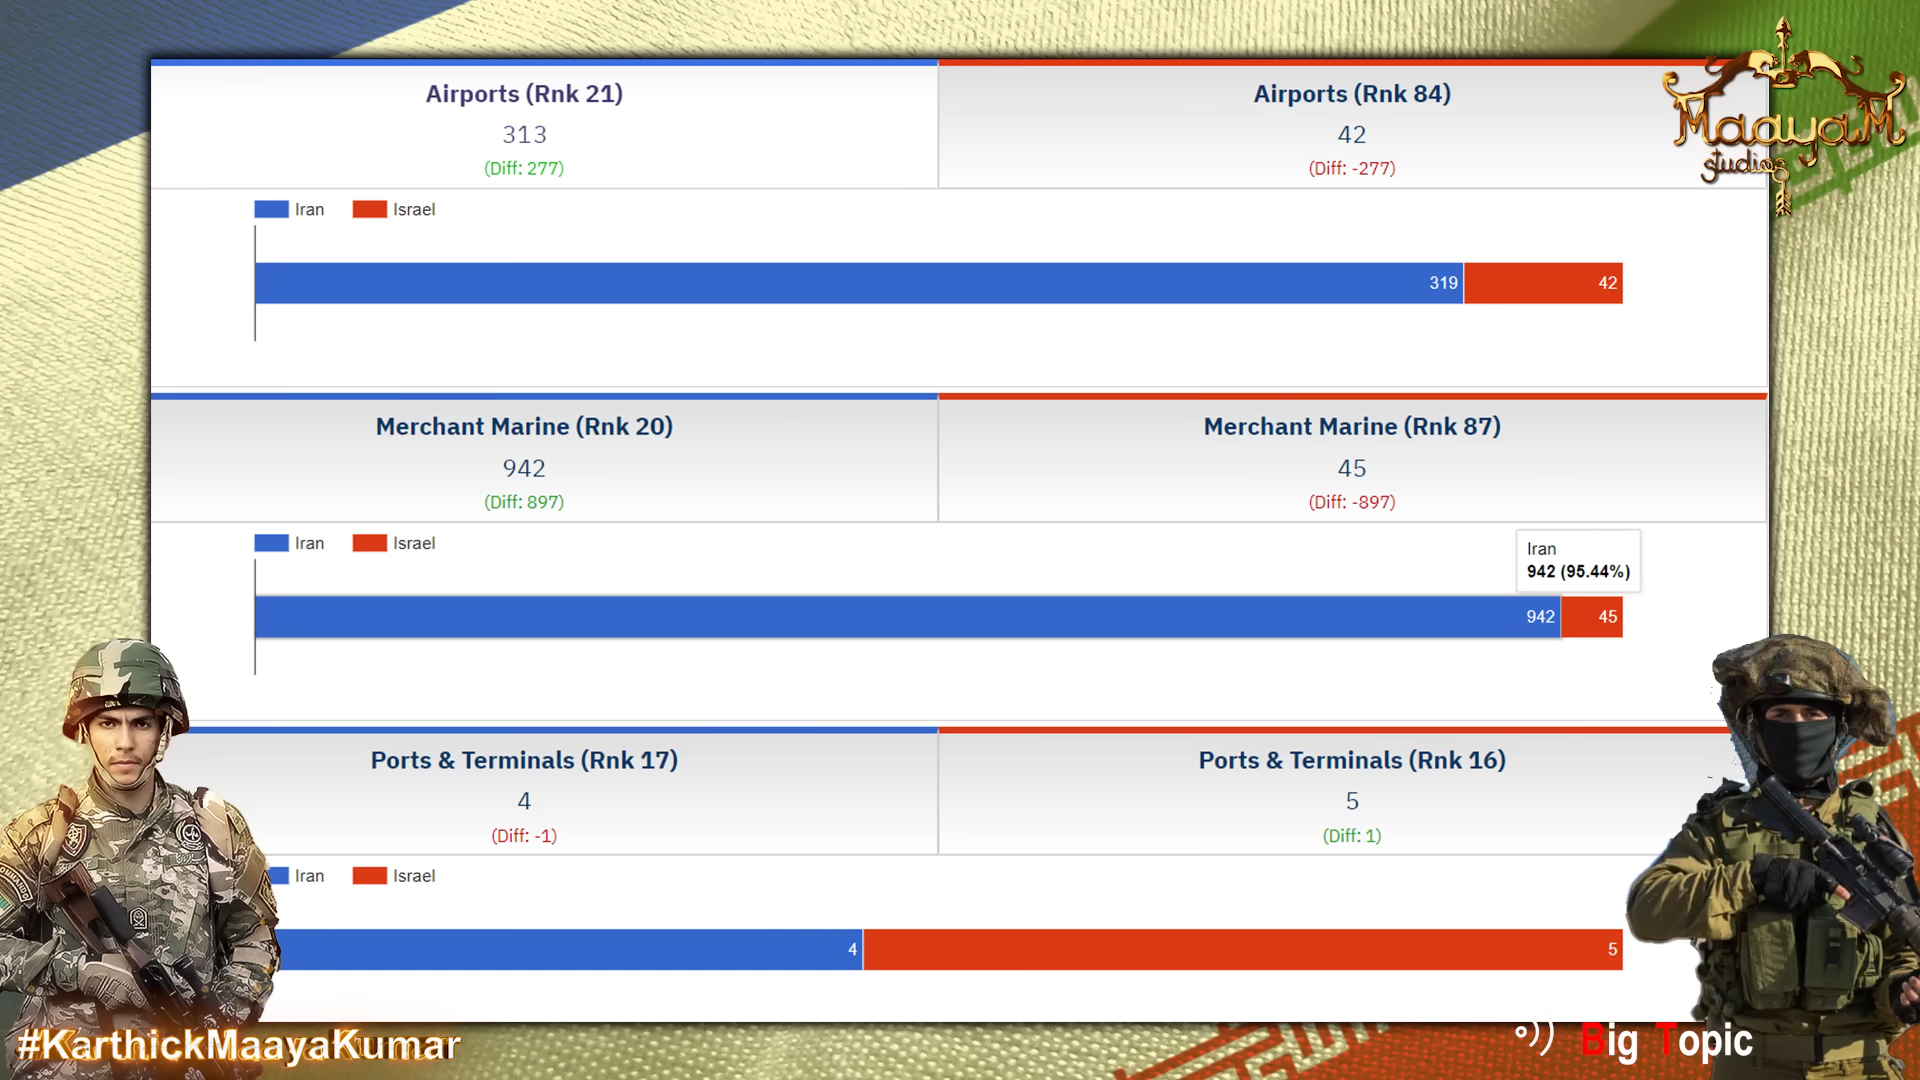 Maayam
studios
Airports (Rnk 21)
313
(Diff: 277)
Airports (Rnk 84)
42
(Diff: -277)
Iran
Israel
319
42
Merchant Marine (Rnk 20)
942
(Diff: 897)
Merchant Marine (Rnk 87)
45
(Diff: -897)
Iran
Israel
Iran
942 (95.44%)
942
45
Ports & Terminals (Rnk 17)
4
(Diff: -1)
Ports & Terminals (Rnk 16)
5
(Diff: 1)
Iran
Israel
4
5
#KarthickMaayaKumar
Big Topic